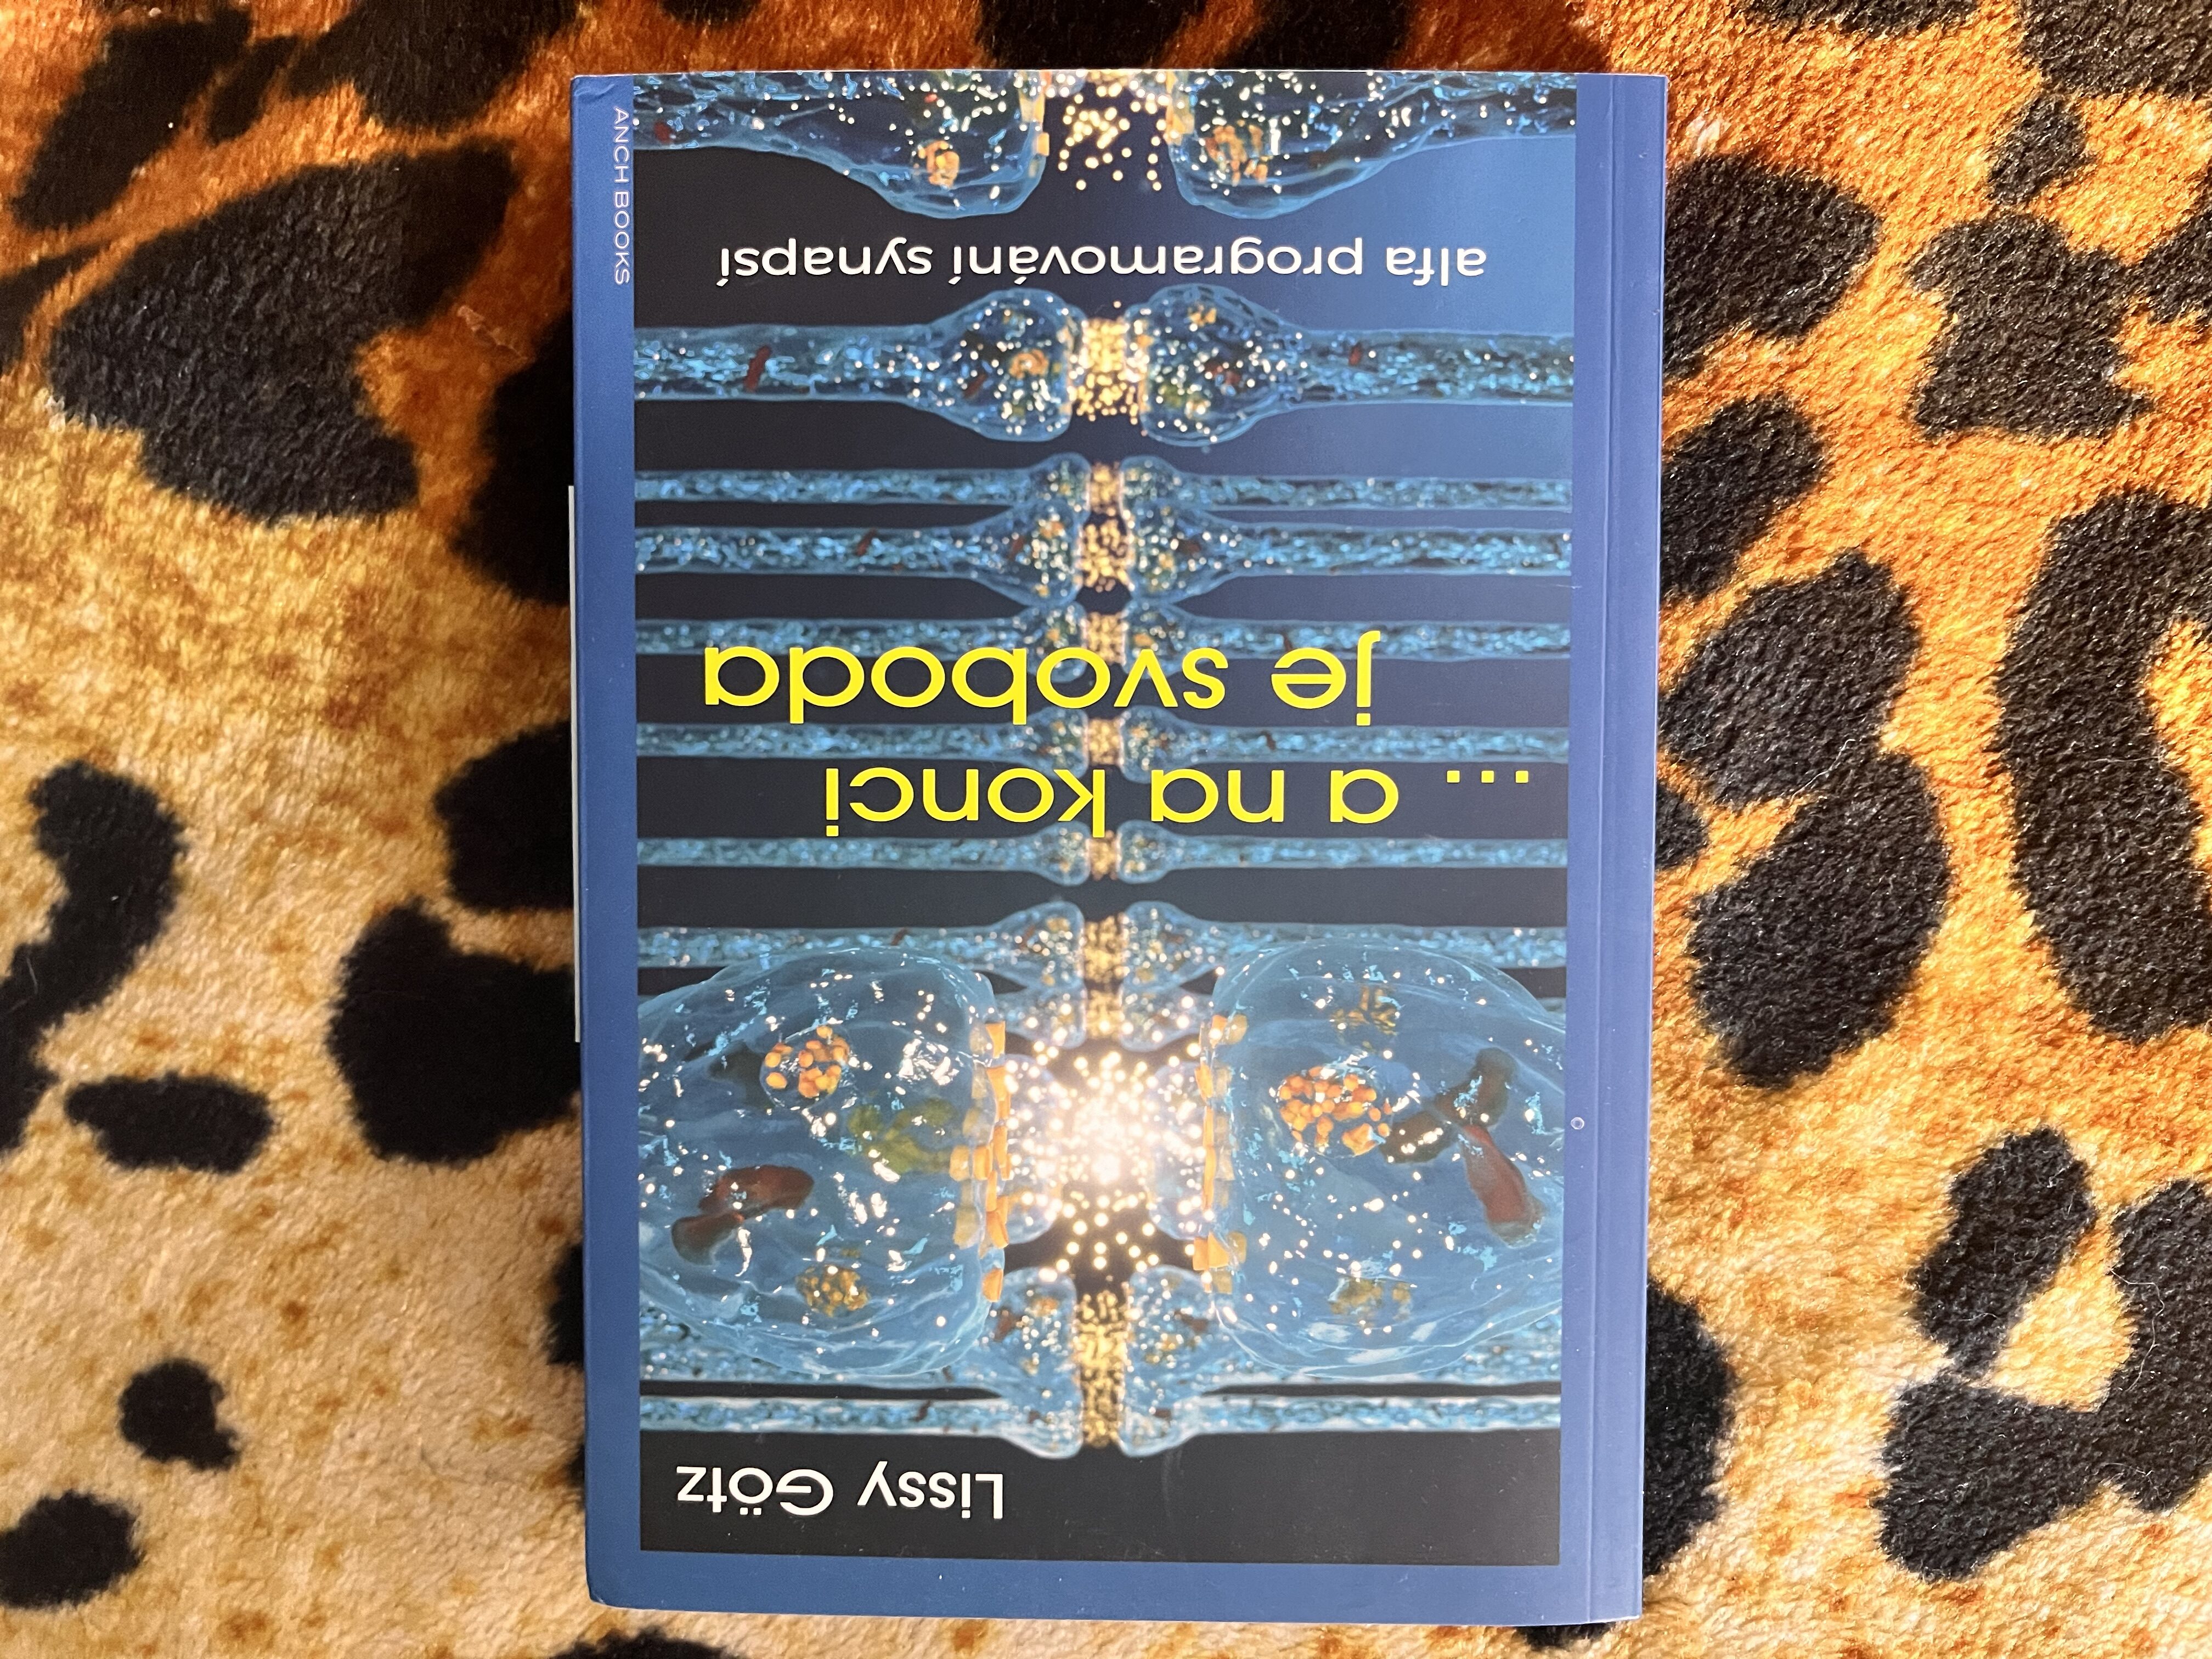 Lissy Götz
... a na konci
je svoboda
alfa programování synapsí
ANCH BOOKS